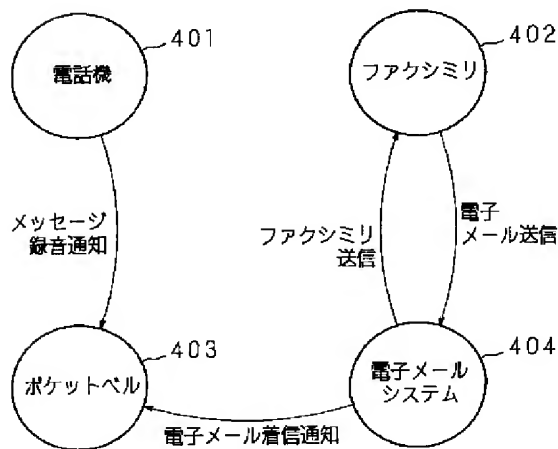 401
電話機
402
ファクシミリ
メッセージ
録音通知
ファクシミリ
送信
電子
メール送信
403
ポケットベル
404
電子メール
システム
電子メール着信通知